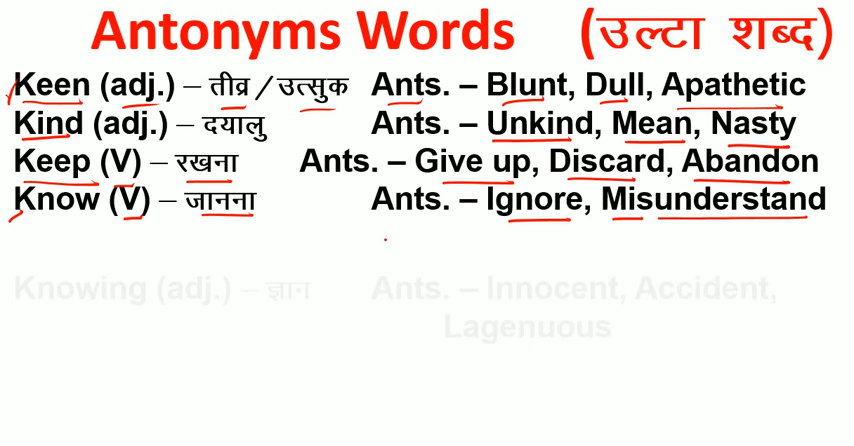 Antonyms Words (उल्टा शब्द)
Keen (adj.) – तीव्र / उत्सुक Ants. – Blunt, Dull, Apathetic
Kind (adj.) – दयालु Ants. – Unkind, Mean, Nasty
Keep (V) – रखना Ants. – Give up, Discard, Abandon
Know (V) – जानना Ants. – Ignore, Misunderstand
Knowing (adj.) – ज्ञान Ants. – Innocent, Accident,
Lagenuous